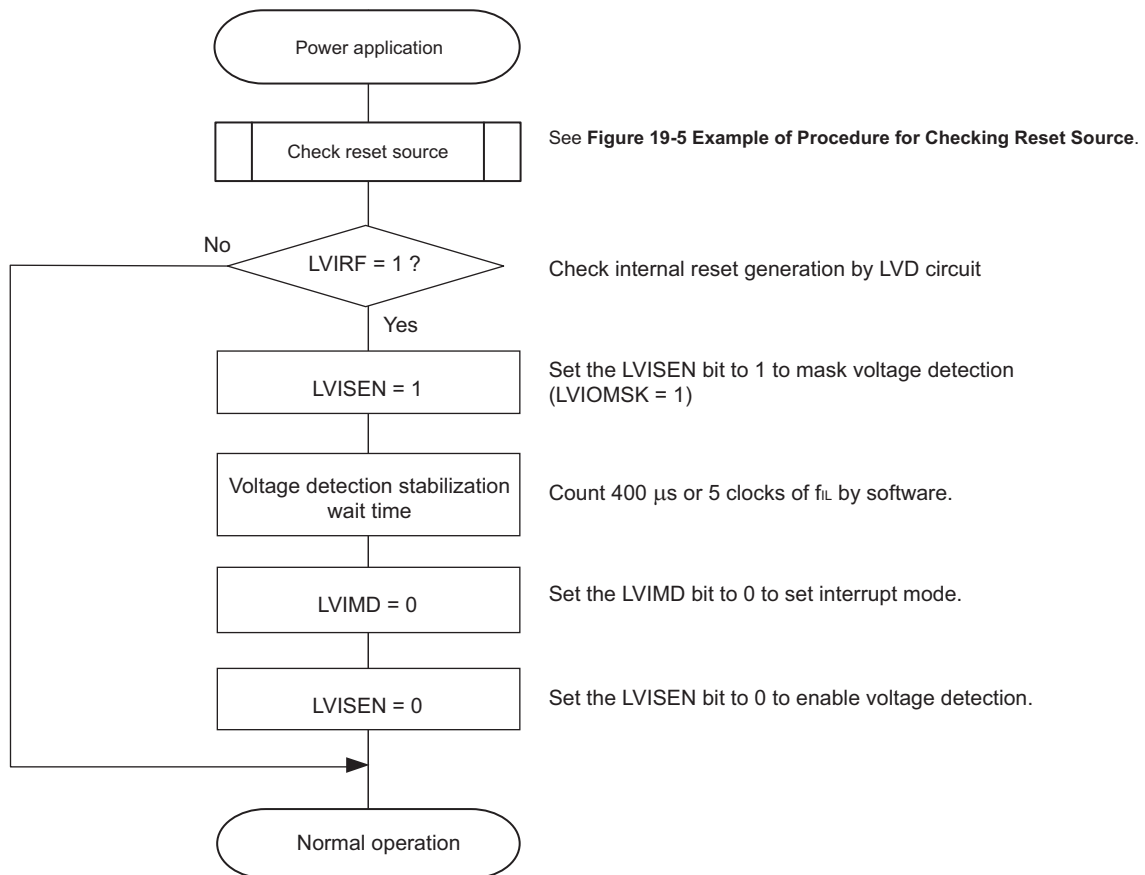 Power application
Check reset source
See Figure 19-5 Example of Procedure for Checking Reset Source.
No
LVIRF = 1 ?
Check internal reset generation by LVD circuit
Yes
LVISEN = 1
Set the LVISEN bit to 1 to mask voltage detection
(LVIOMSK = 1)
Voltage detection stabilization
wait time
Count 400 μs or 5 clocks of fIL by software.
LVIMD = 0
Set the LVIMD bit to 0 to set interrupt mode.
LVISEN = 0
Set the LVISEN bit to 0 to enable voltage detection.
Normal operation